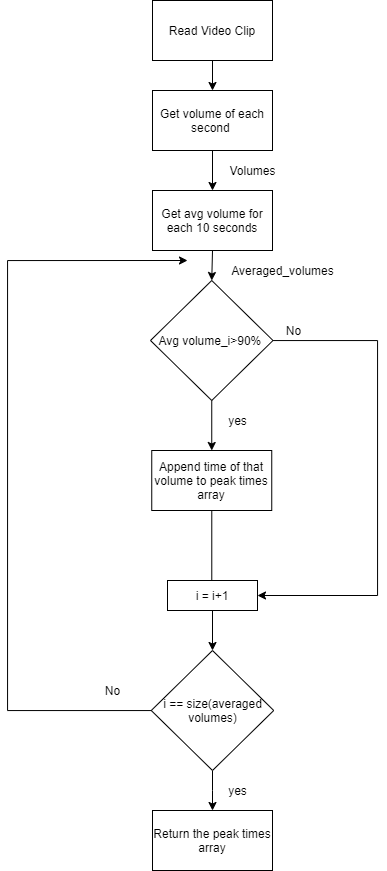 Read Video Clip
Get volume of each
second
Volumes
Get avg volume for
each 10 seconds
Averaged_volumes
Avg volume_i>90%
No
yes
Append time of that
volume to peak times
array
i = i+1
No
i == size(averaged
volumes)
yes
Return the peak times
array